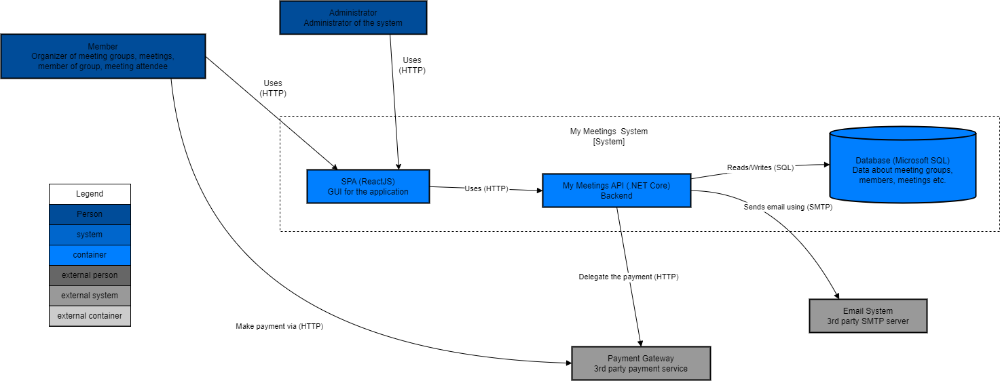 Administrator
Administrator of the system
Member
Organizer of meeting groups, meetings,
member of group, meeting attendee
Uses
(HTTP)
Uses
(HTTP)
My Meetings  System
[System]
Database (Microsoft SQL)
Data about meeting groups,
members, meetings etc.
Reads/Writes (SQL)
SPA (ReactJS)
GUI for the application
Uses (HTTP)
My Meetings API (.NET Core)
Backend
Sends email using (SMTP)
Legend
Person
system
container
external person
external system
external container
Delegate the payment (HTTP)
Email System
3rd party SMTP server
Make payment via (HTTP)
Payment Gateway
3rd party payment service